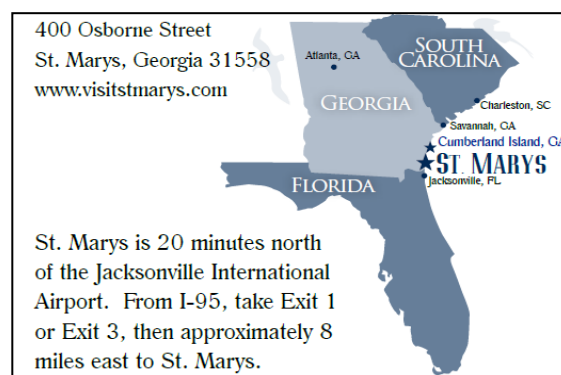 400 Osborne Street
St. Marys, Georgia 31558
www.visitstmarys.com
SOUTH
CAROLINA
Atlanta, GA
GEORGIA
Charleston, SC
Savannah, GA
Cumberland Island, GA
ST. MARYS
Jacksonville, FL
FLORIDA
St. Marys is 20 minutes north
of the Jacksonville International
Airport. From I-95, take Exit 1
or Exit 3, then approximately 8
miles east to St. Marys.